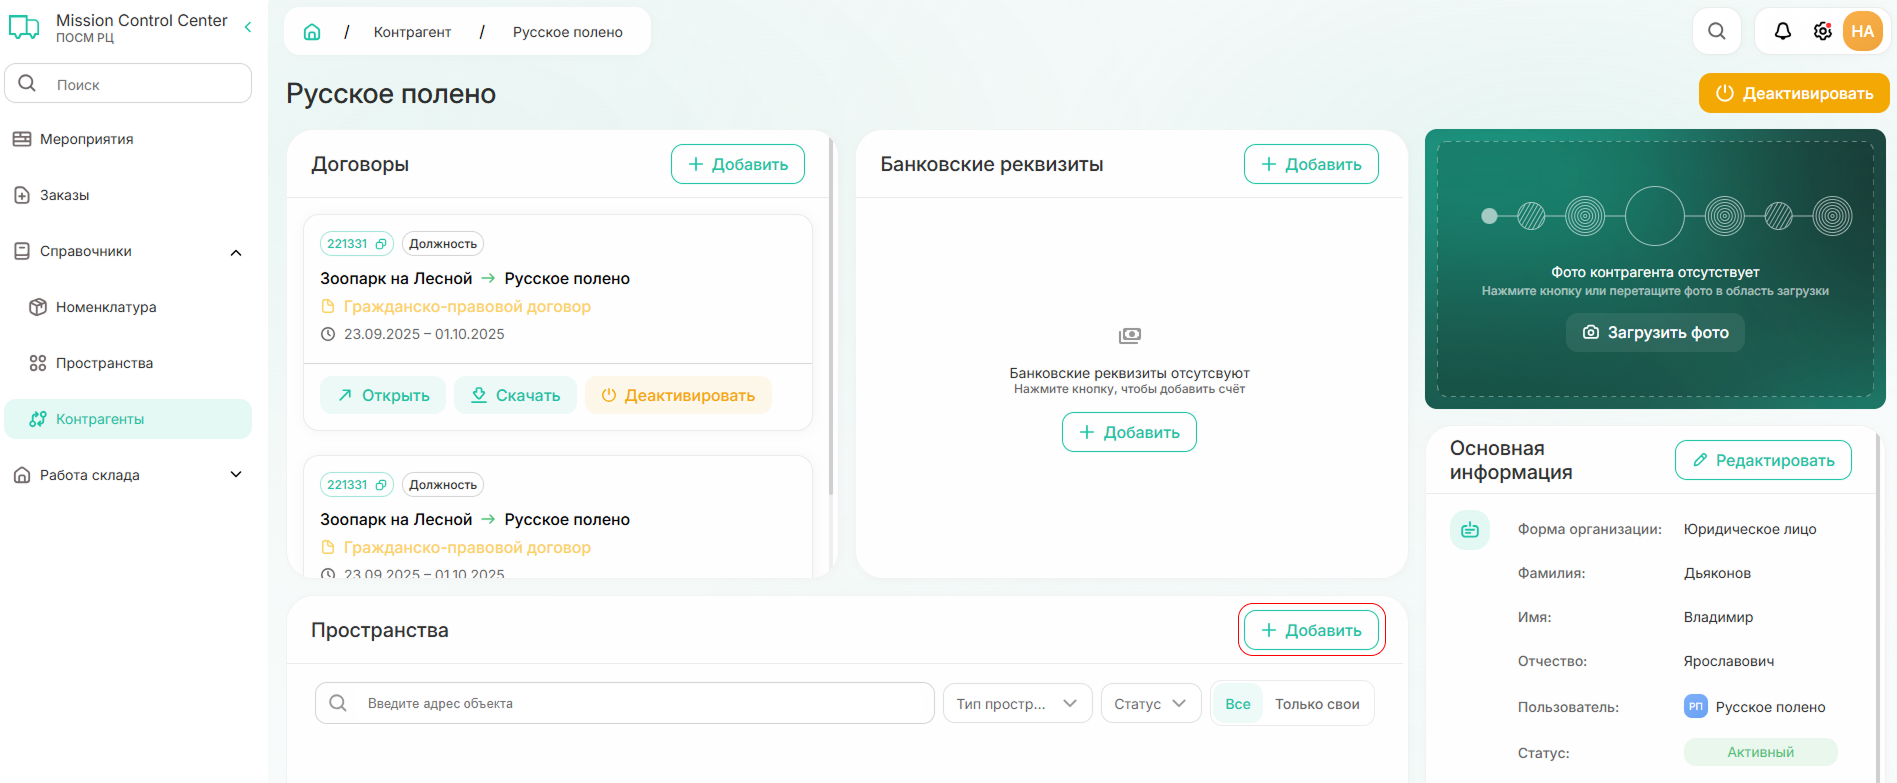 Mission Control Center
ПОСМ РЦ
Поиск
Мероприятия
Заказы
Справочники
Номенклатура
Пространства
Контрагенты
Работа склада
/ Контрагент / Русское полено
НА
Русское полено
Деактивировать
Договоры
Добавить
221331 Должность
Зоопарк на Лесной → Русское полено
Гражданско-правовой договор
23.09.2025 – 01.10.2025
Открыть Скачать Деактивировать
221331 Должность
Зоопарк на Лесной → Русское полено
Гражданско-правовой договор
23.09.2025 – 01.10.2025
Банковские реквизиты
Добавить
Банковские реквизиты отсутсвуют
Нажмите кнопку, чтобы добавить счёт
Добавить
Фото контрагента отсутствует
Нажмите кнопку или перетащите фото в область загрузки
Загрузить фото
Пространства
Добавить
Введите адрес объекта
Тип простр...
Статус
Все Только свои
Основная
информация
Редактировать
Форма организации: Юридическое лицо
Фамилия: Дьяконов
Имя: Владимир
Отчество: Ярославович
Пользователь: РП Русское полено
Статус: Активный